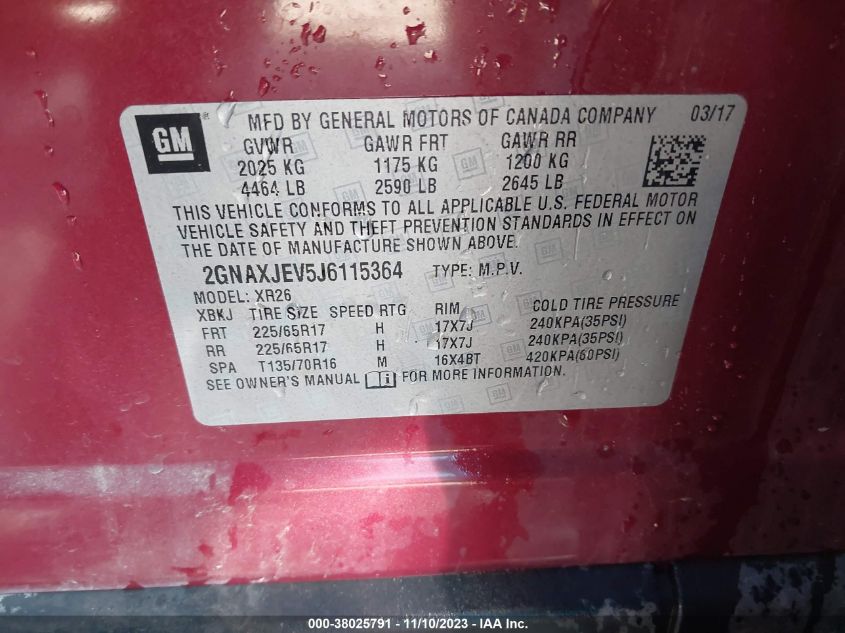 GM
MFD BY GENERAL MOTORS OF CANADA COMPANY 03/17
GVWR GAWR FRT GAWR RR
2025 KG 1175 KG 1200 KG
4464 LB 2590 LB 2645 LB
THIS VEHICLE CONFORMS TO ALL APPLICABLE U.S. FEDERAL MOTOR
VEHICLE SAFETY AND THEFT PREVENTION STANDARDS IN EFFECT ON
THE DATE OF MANUFACTURE SHOWN ABOVE.
2GNAXJEV5J6115364 TYPE: M.P.V.
MODEL: XR26
XBKJ TIRE SIZE SPEED RTG RIM COLD TIRE PRESSURE
FRT 225/65R17 H 17X7J 240KPA(35PSI)
RR 225/65R17 H 17X7J 240KPA(35PSI)
SPA T135/70R16 M 16X4BT 420KPA(60PSI)
SEE OWNER'S MANUAL FOR MORE INFORMATION.
000-38025791 - 11/10/2023 - IAA Inc.